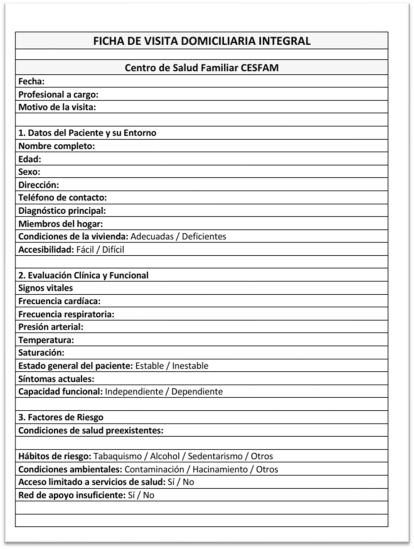 FICHA DE VISITA DOMICILIARIA INTEGRAL
Centro de Salud Familiar CESFAM
Fecha:
Profesional a cargo:
Motivo de la visita:
1. Datos del Paciente y su Entorno
Nombre completo:
Edad:
Sexo:
Dirección:
Teléfono de contacto:
Diagnóstico principal:
Miembros del hogar:
Condiciones de la vivienda: Adecuadas / Deficientes
Accesibilidad: Fácil / Difícil
2. Evaluación Clínica y Funcional
Signos vitales
Frecuencia cardíaca:
Frecuencia respiratoria:
Presión arterial:
Temperatura:
Saturación:
Estado general del paciente: Estable / Inestable
Síntomas actuales:
Capacidad funcional: Independiente / Dependiente
3. Factores de Riesgo
Condiciones de salud preexistentes:
Hábitos de riesgo: Tabaquismo / Alcohol / Sedentarismo / Otros
Condiciones ambientales: Contaminación / Hacinamiento / Otros
Acceso limitado a servicios de salud: Sí / No
Red de apoyo insuficiente: Sí / No